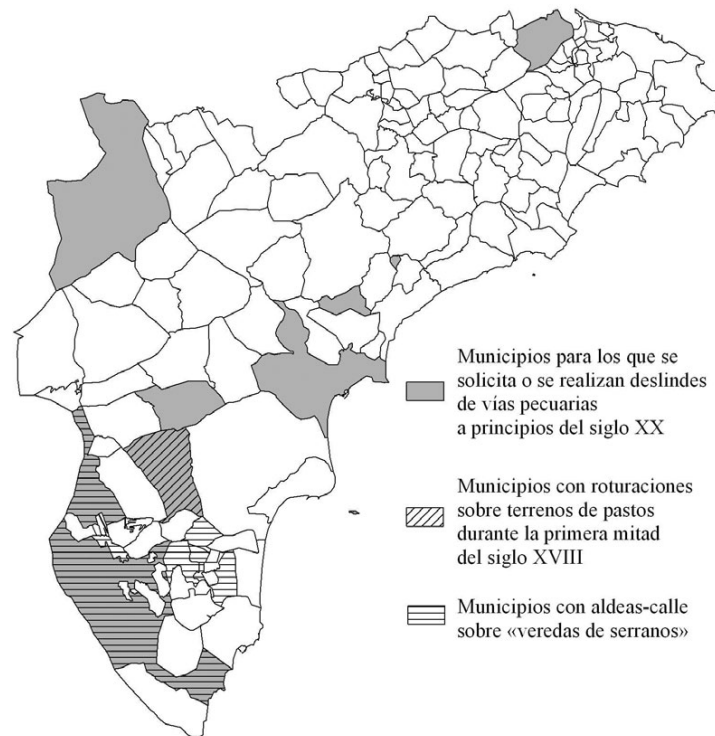 Municipios para los que se
solicita o se realizan deslindes
de vías pecuarias
a principios del siglo XX
Municipios con roturaciones
sobre terrenos de pastos
durante la primera mitad
del siglo XVIII
Municipios con aldeas-calle
sobre «veredas de serranos»